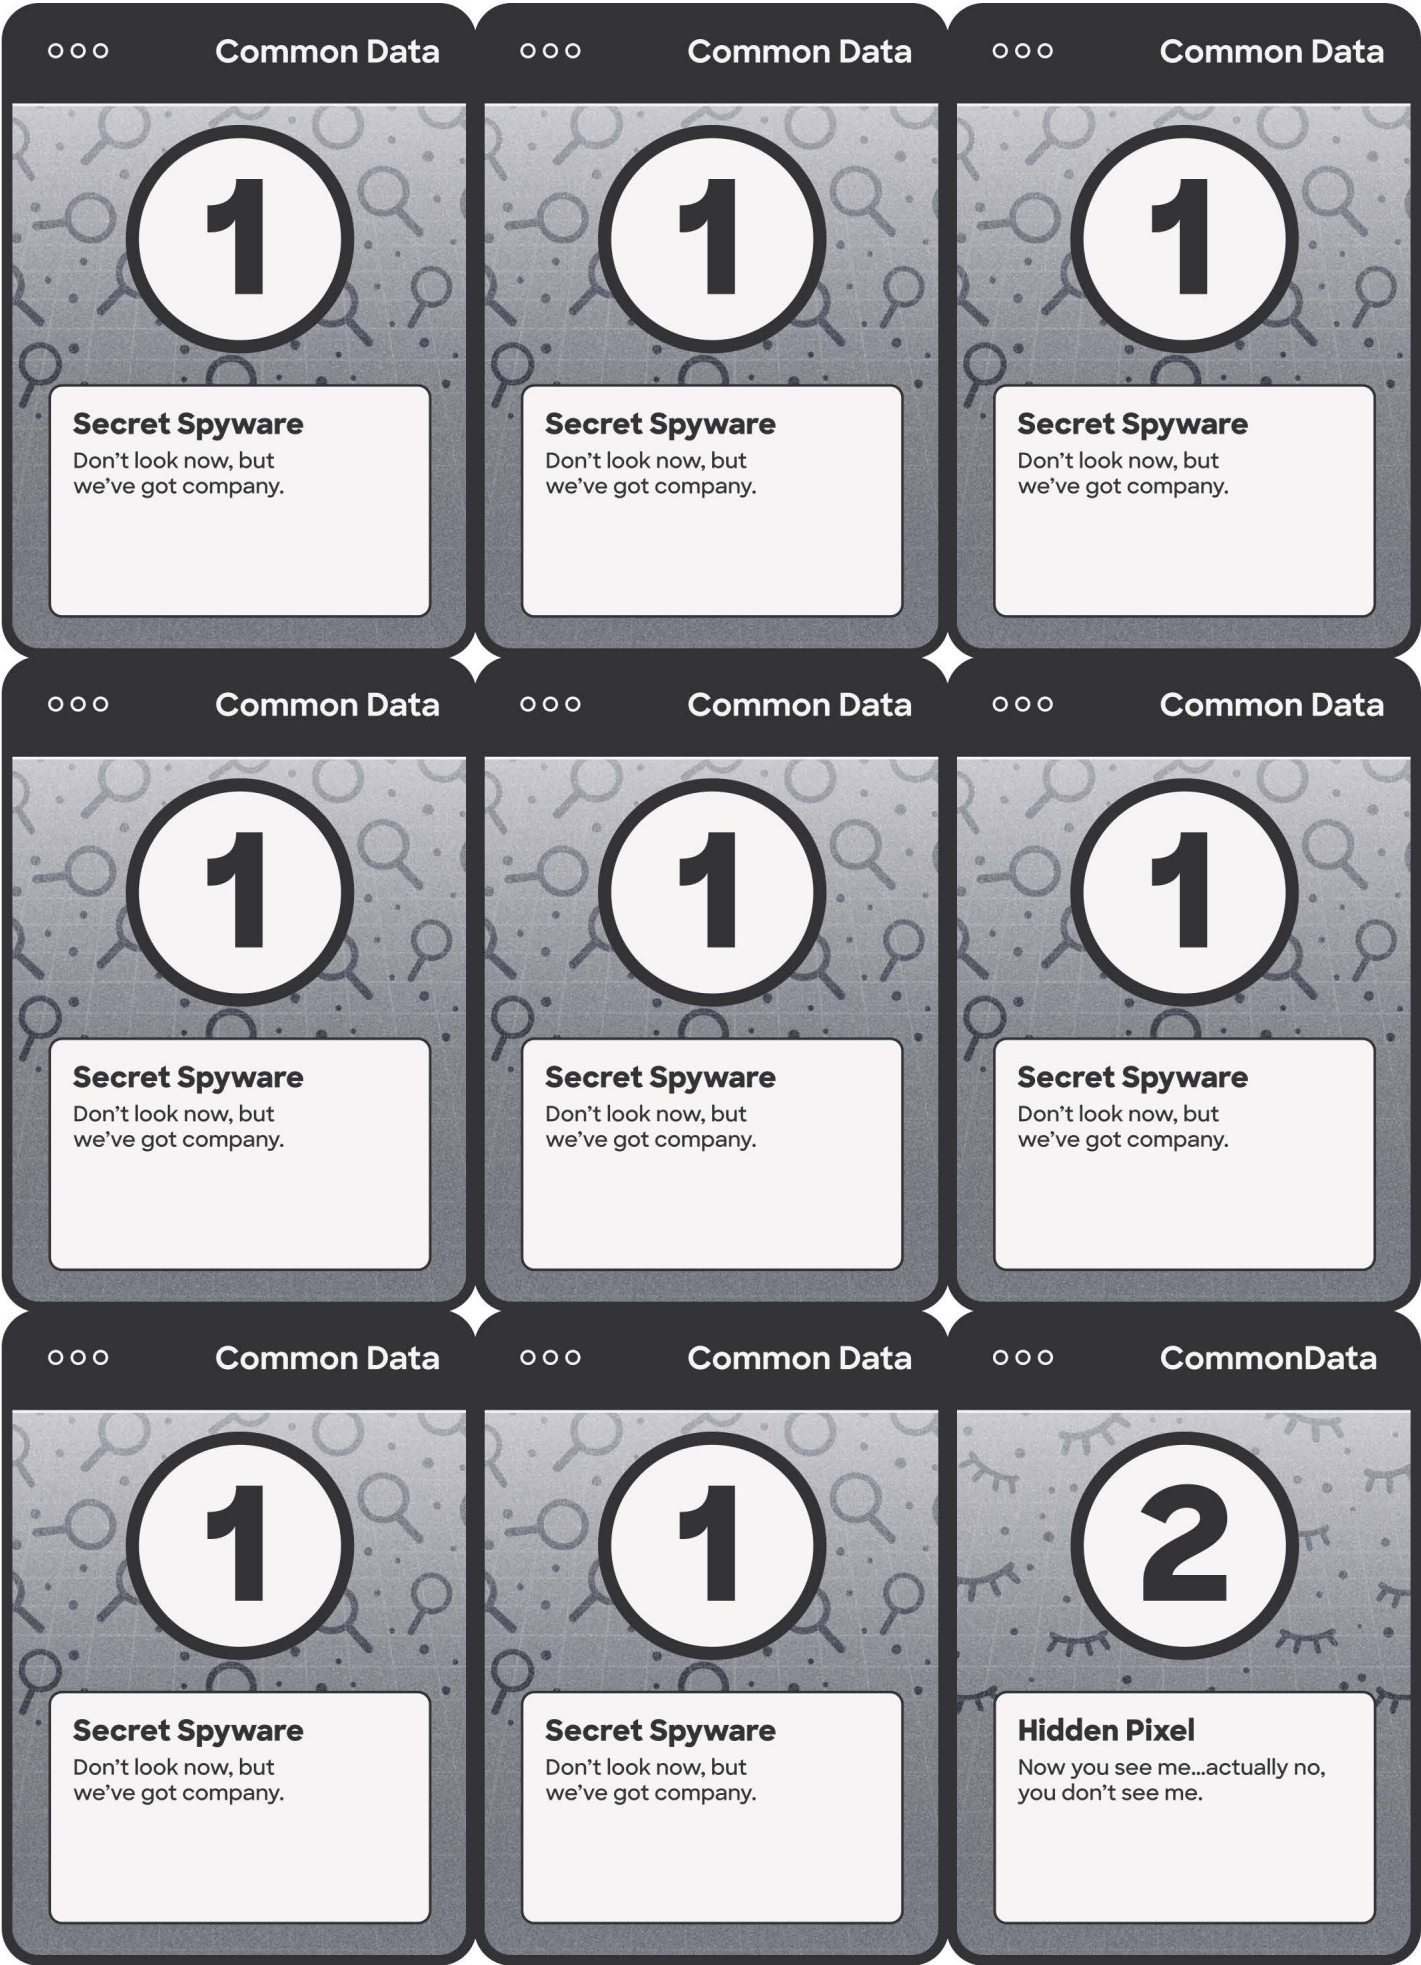 Common Data
1
Secret Spyware
Don't look now, but
we've got company.
Common Data
1
Secret Spyware
Don't look now, but
we've got company.
Common Data
1
Secret Spyware
Don't look now, but
we've got company.
Common Data
1
Secret Spyware
Don't look now, but
we've got company.
Common Data
1
Secret Spyware
Don't look now, but
we've got company.
Common Data
1
Secret Spyware
Don't look now, but
we've got company.
Common Data
1
Secret Spyware
Don't look now, but
we've got company.
Common Data
1
Secret Spyware
Don't look now, but
we've got company.
CommonData
2
Hidden Pixel
Now you see me...actually no,
you don't see me.